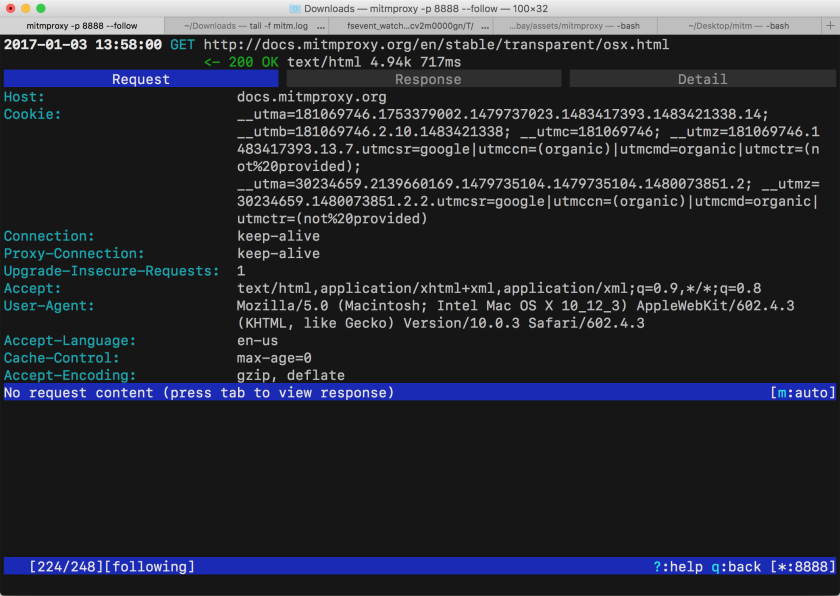 Downloads — mitmproxy -p 8888 --follow — 100×32
mitmproxy -p 8888 --follow ~/Downloads — tail -f mitm.log ... fsevent_watch... cv2m0000gn/T/ ... ...bay/assets/mitmproxy — -bash ~/Desktop/mitm — -bash +
2017-01-03 13:58:00 GET http://docs.mitmproxy.org/en/stable/transparent/osx.html
<- 200 OK text/html 4.94k 717ms
Request Response Detail
Host: docs.mitmproxy.org
Cookie: __utma=181069746.1753379002.1479737023.1483417393.1483421338.14;
__utmb=181069746.2.10.1483421338; __utmc=181069746; __utmz=181069746.1
483417393.13.7.utmcsr=google|utmccn=(organic)|utmcmd=organic|utmctr=(n
ot%20provided);
__utma=30234659.2139660169.1479735104.1479735104.1480073851.2; __utmz=
30234659.1480073851.2.2.utmcsr=google|utmccn=(organic)|utmcmd=organic|
utmctr=(not%20provided)
Connection: keep-alive
Proxy-Connection: keep-alive
Upgrade-Insecure-Requests: 1
Accept: text/html,application/xhtml+xml,application/xml;q=0.9,*/*;q=0.8
User-Agent: Mozilla/5.0 (Macintosh; Intel Mac OS X 10_12_3) AppleWebKit/602.4.3
(KHTML, like Gecko) Version/10.0.3 Safari/602.4.3
Accept-Language: en-us
Cache-Control: max-age=0
Accept-Encoding: gzip, deflate
No request content (press tab to view response) [m:auto]
[224/248][following] ?:help q:back [*:8888]